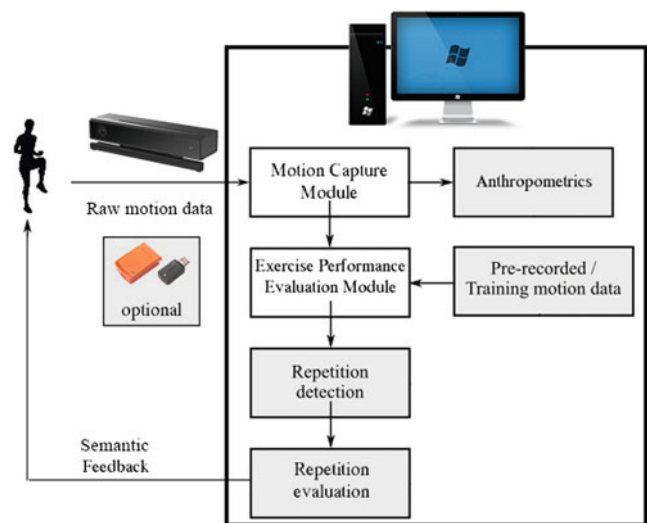 Motion Capture
Module
Anthropometrics
Raw motion data
optional
Exercise Performance
Evaluation Module
Pre-recorded /
Training motion data
Repetition
detection
Semantic
Feedback
Repetition
evaluation